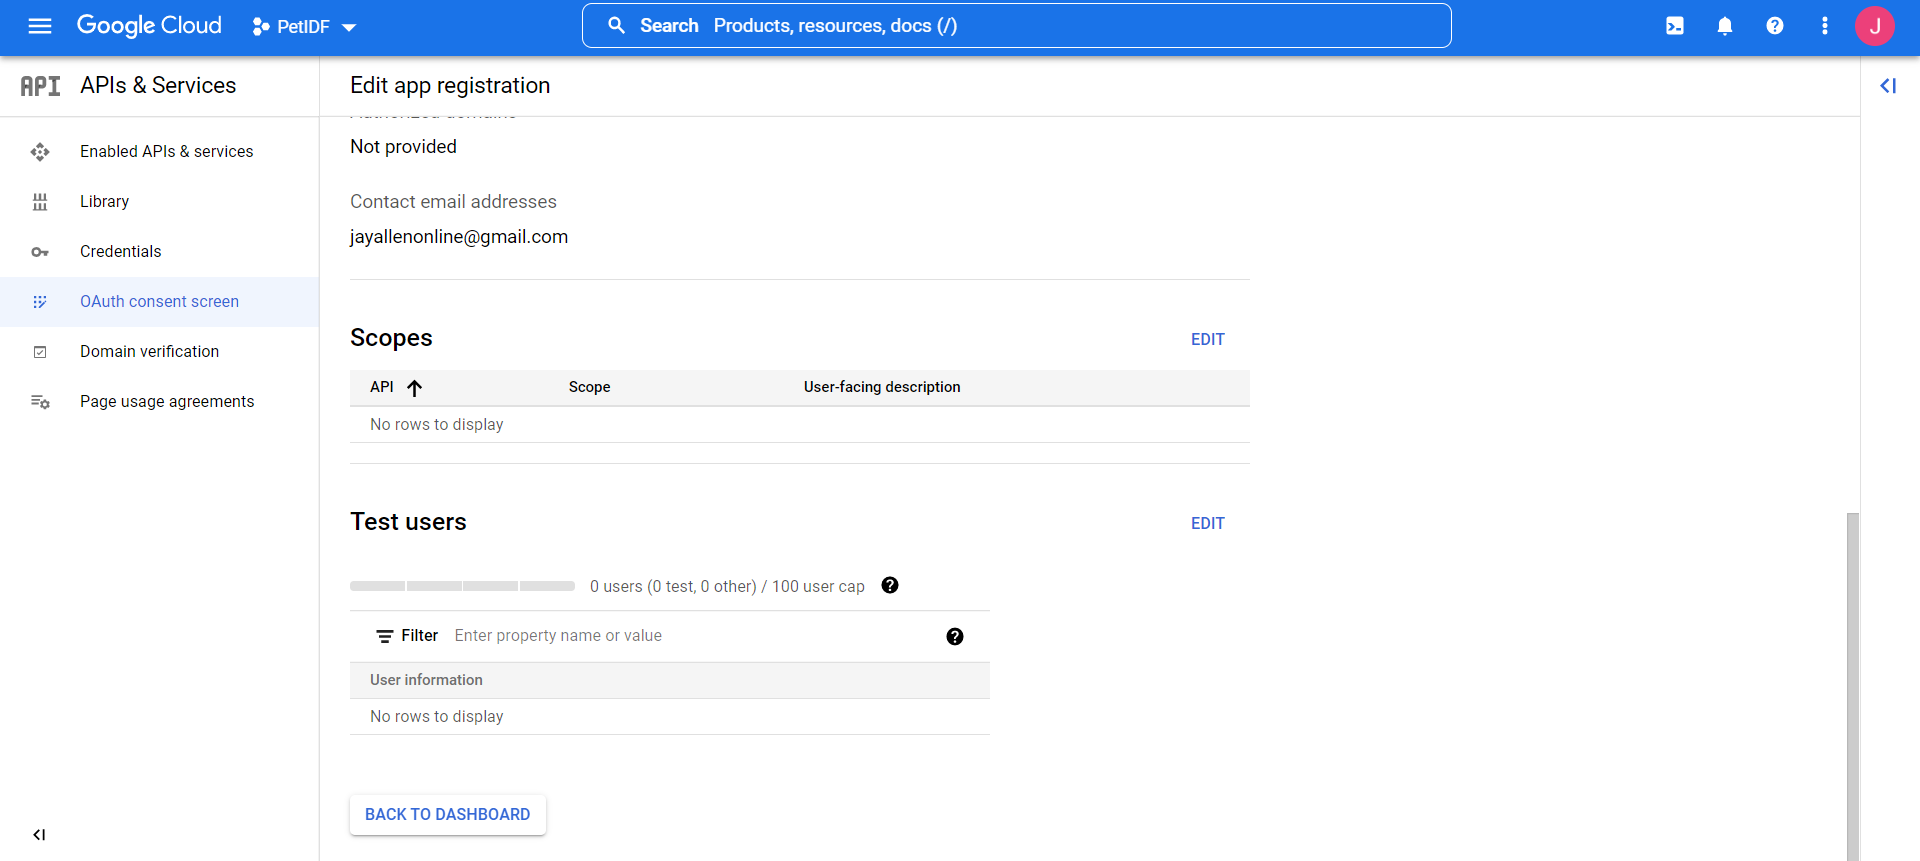 Google Cloud
PetIDF
Search Products, resources, docs (/)
J
API APIs & Services
Edit app registration
Enabled APIs & services
Library
Credentials
OAuth consent screen
Domain verification
Page usage agreements
Authorized domains
Not provided
Contact email addresses
jayallenonline@gmail.com
Scopes
EDIT
API Scope User-facing description
No rows to display
Test users
EDIT
0 users (0 test, 0 other) / 100 user cap
Filter Enter property name or value
User information
No rows to display
BACK TO DASHBOARD